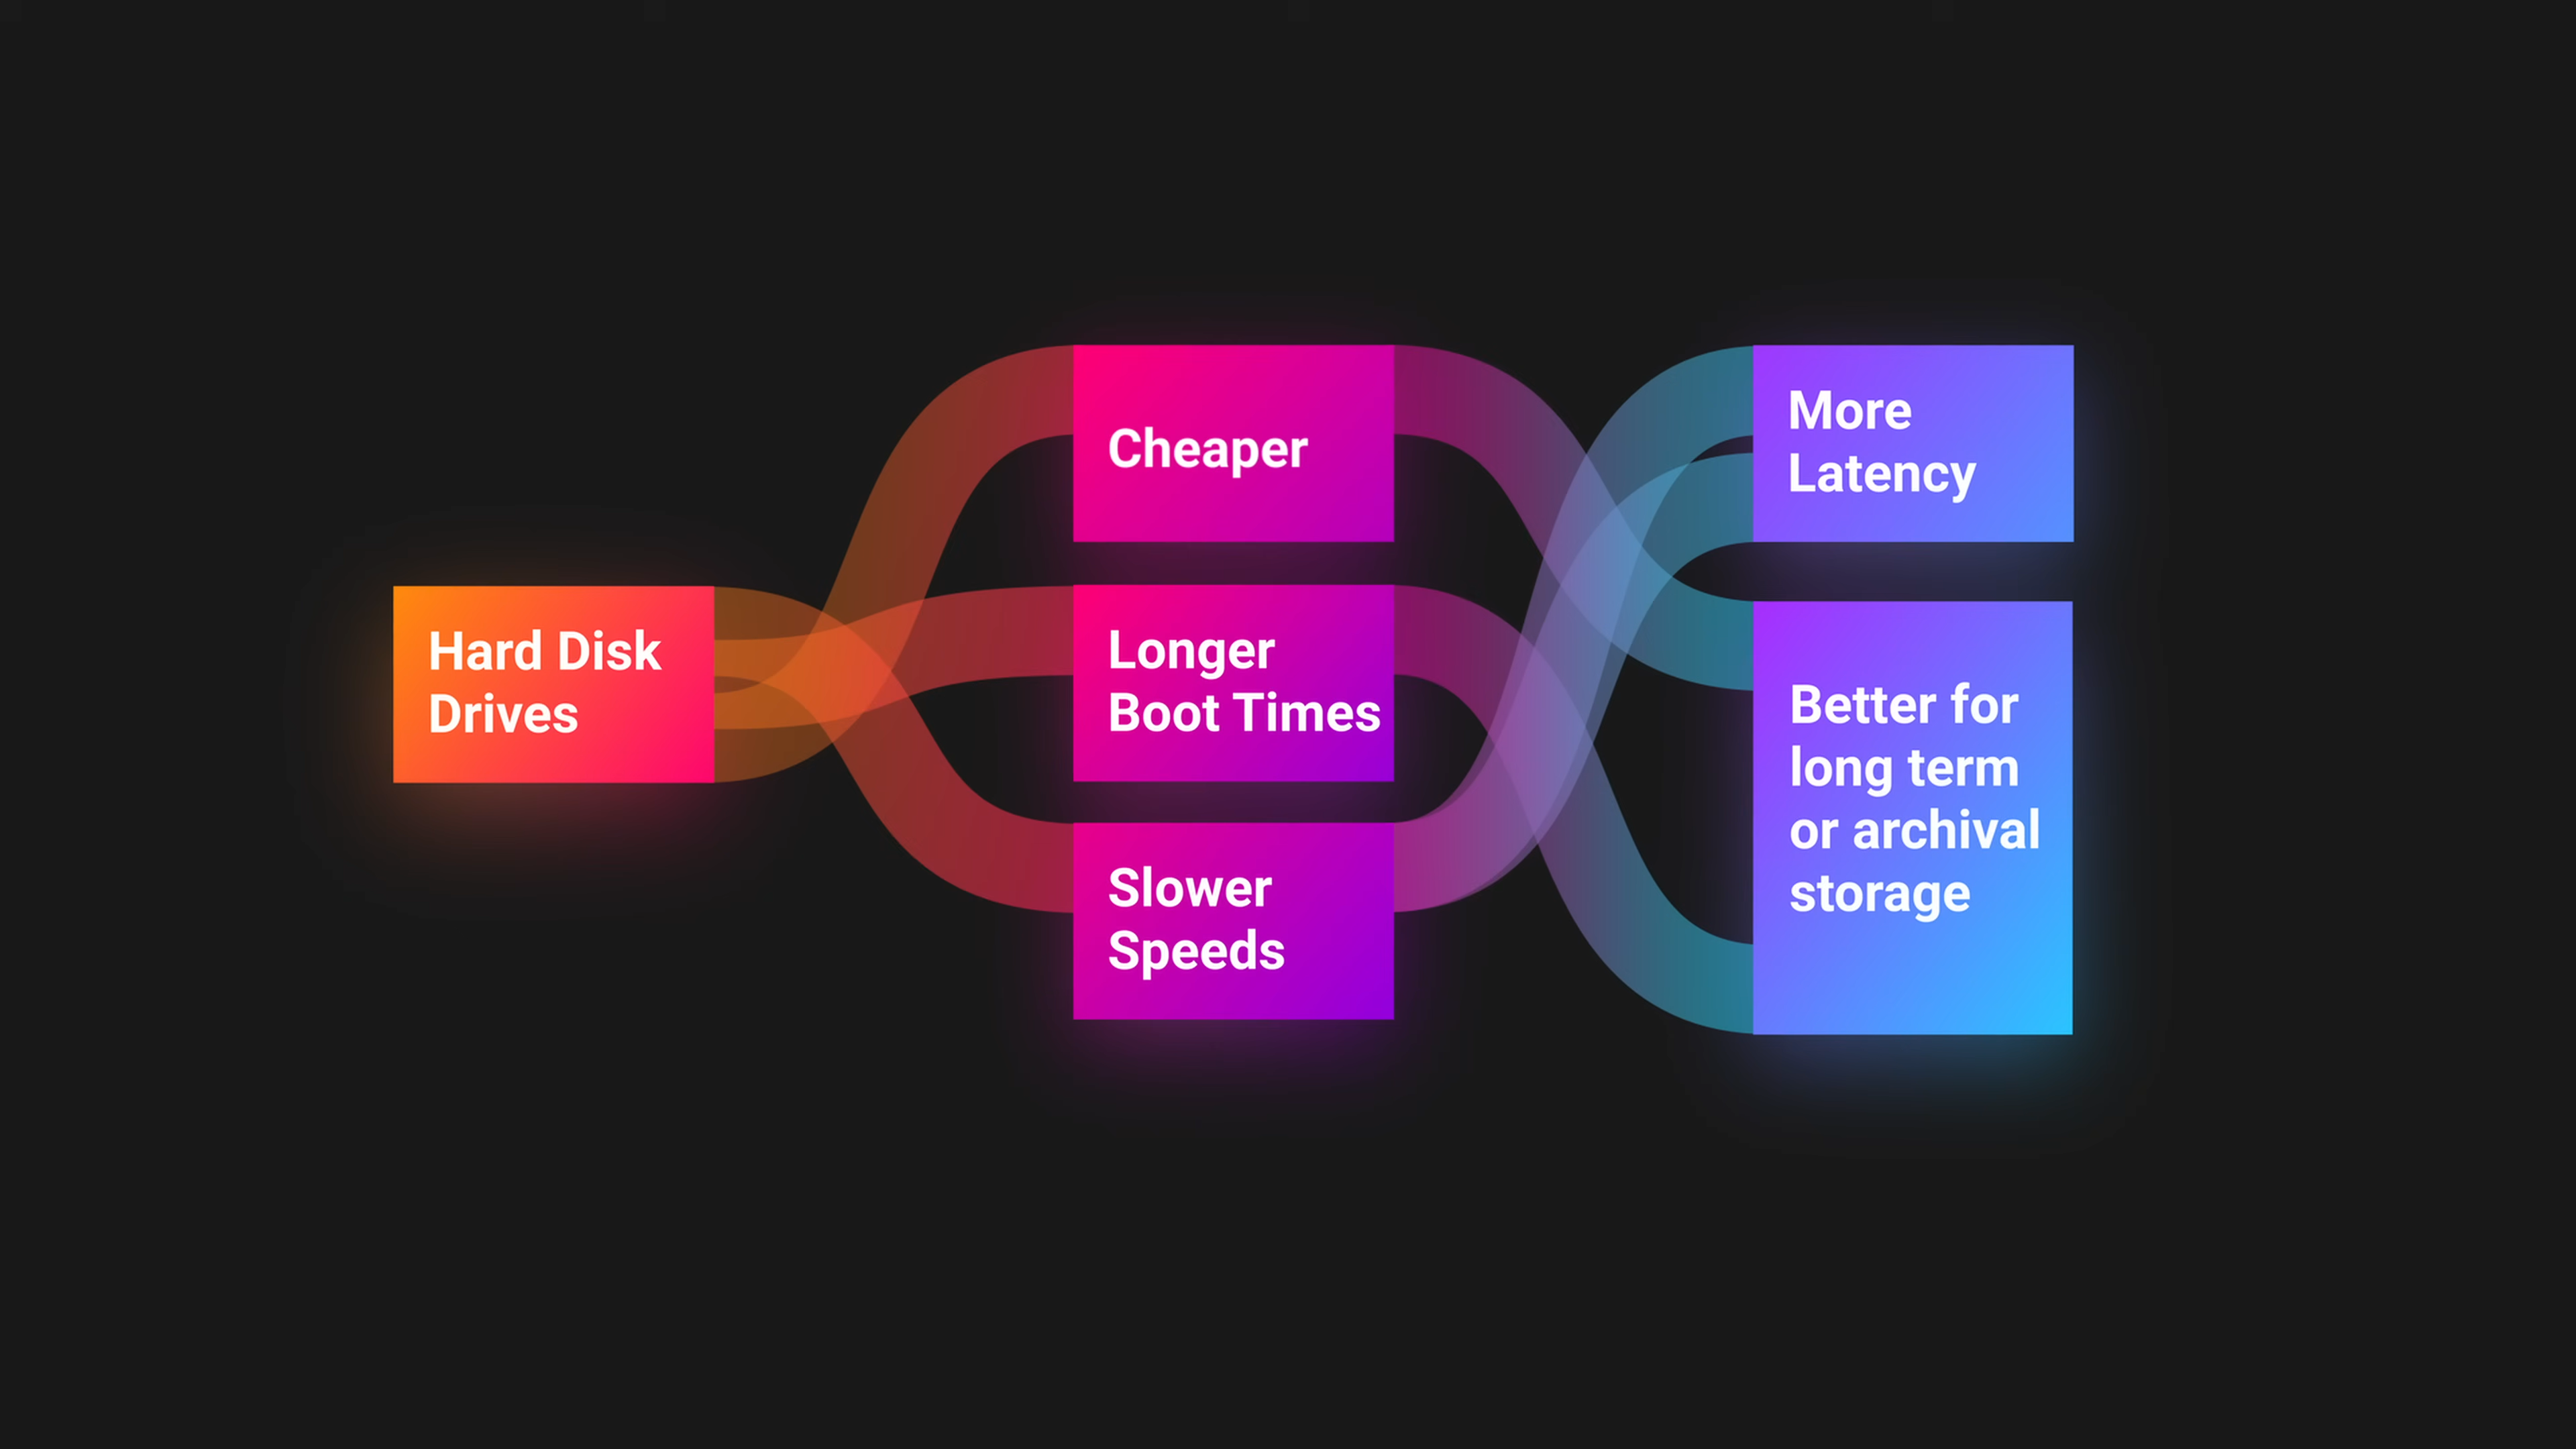 Hard Disk
Drives
Cheaper
Longer
Boot Times
Slower
Speeds
More
Latency
Better for
long term
or archival
storage